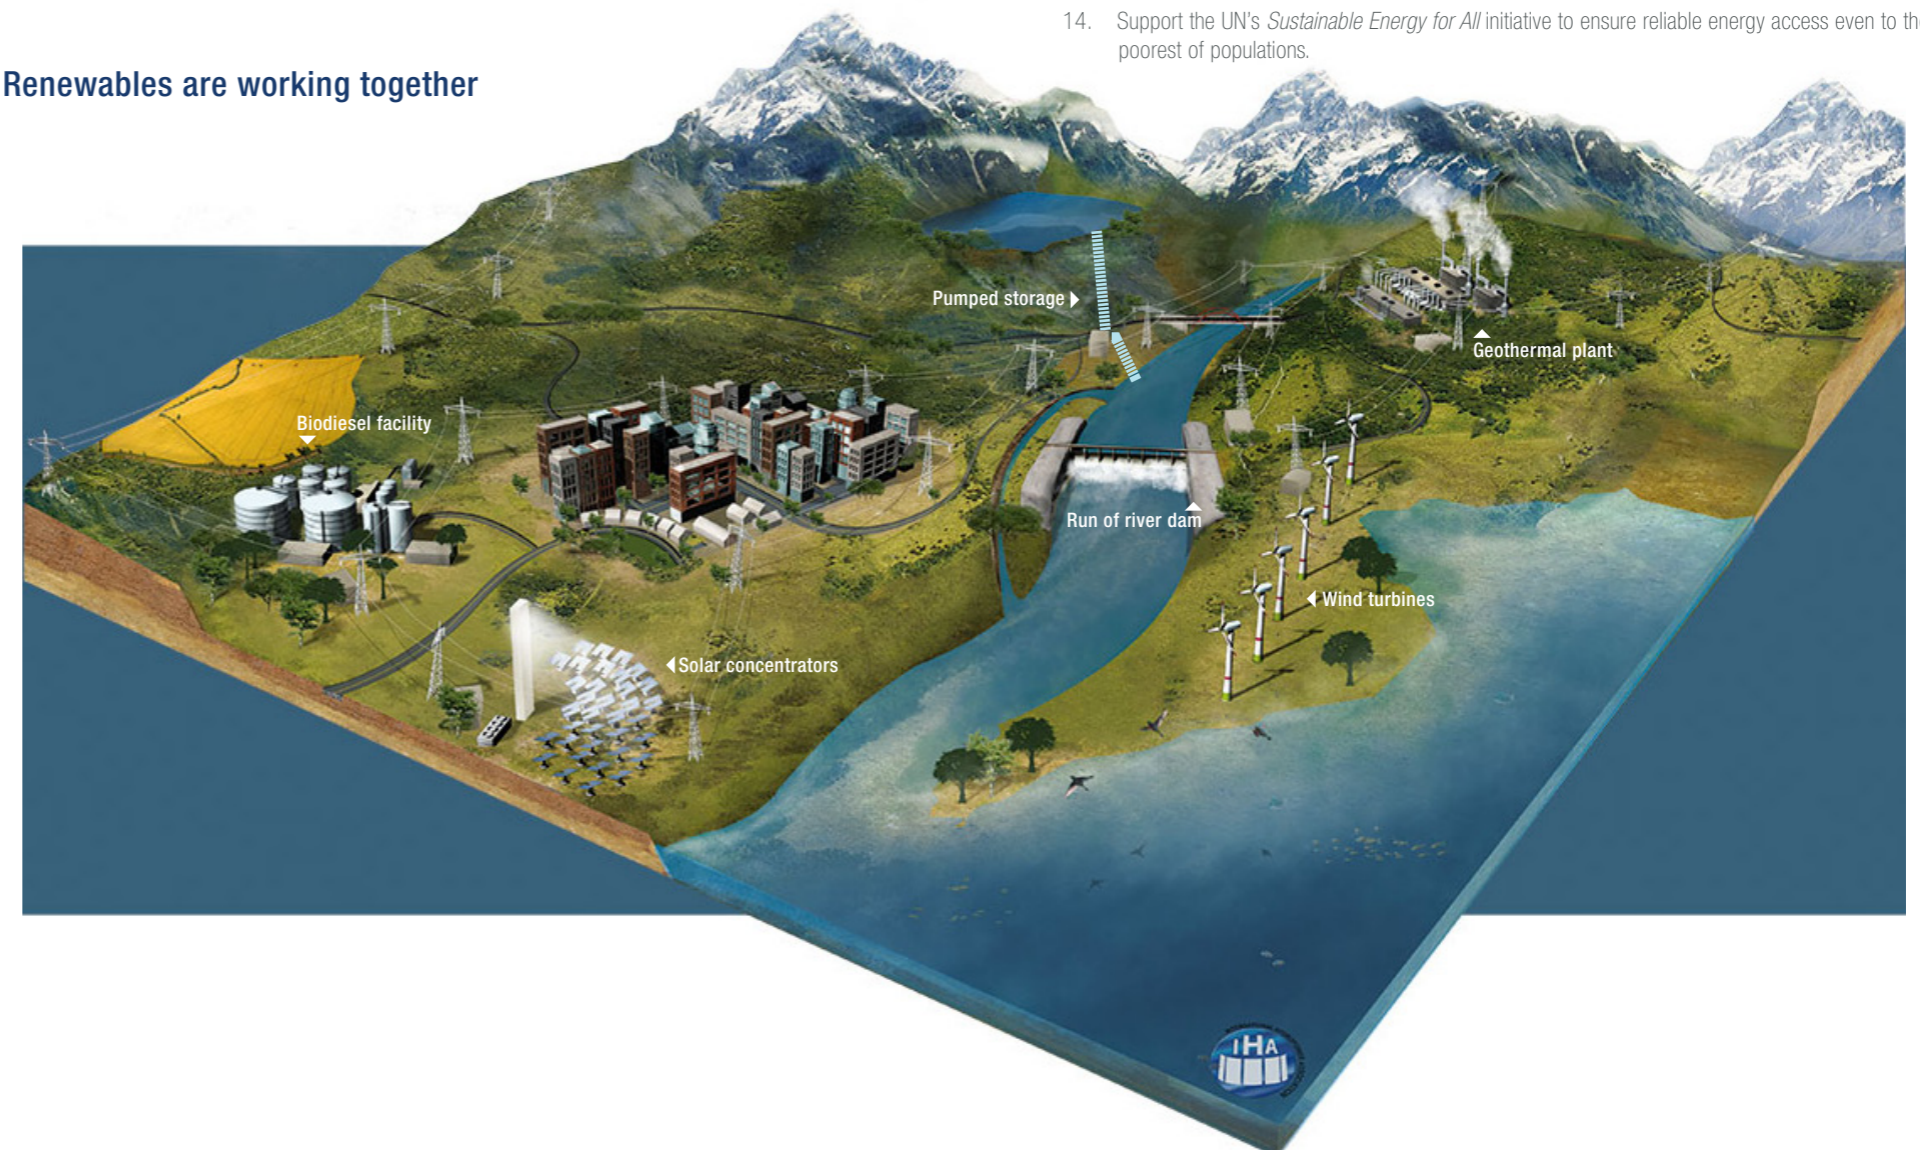 14. Support the UN's Sustainable Energy for All initiative to ensure reliable energy access even to the
poorest of populations.
Renewables are working together
Pumped storage
Geothermal plant
Biodiesel facility
Run of river dam
Wind turbines
Solar concentrators
IHA